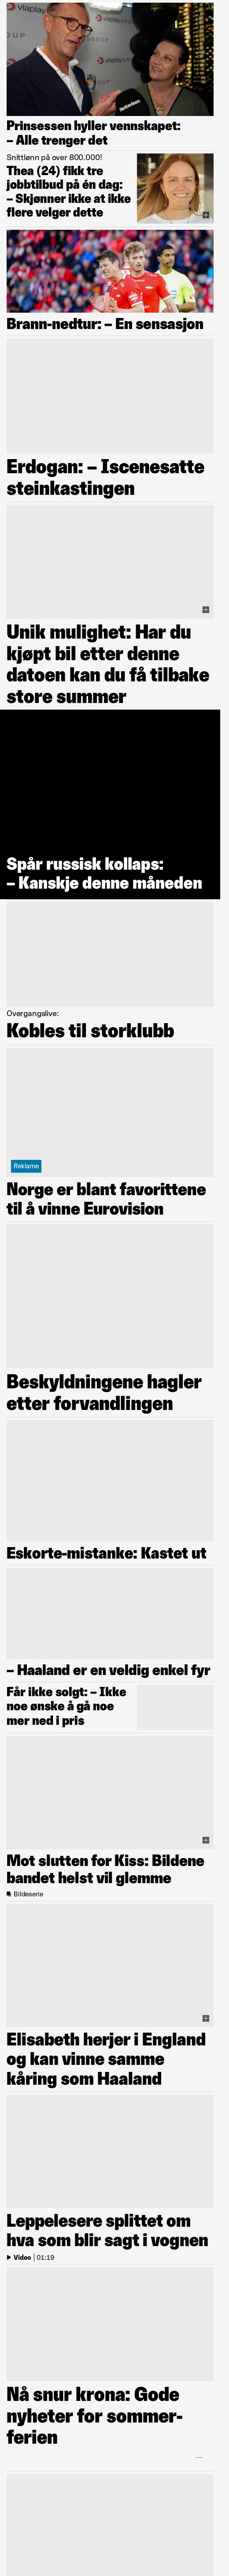 viaplay
GROUP
viaplay
GROUP
Nettavisen
Prinsessen hyller vennskapet:
– Alle trenger det
Snittlønn på over 800.000!
Thea (24) fikk tre
jobbtilbud på én dag:
– Skjønner ikke at ikke
flere velger dette
Brann-nedtur: – En sensasjon
Erdogan: – Iscenesatte
steinkastingen
Unik mulighet: Har du
kjøpt bil etter denne
datoen kan du få tilbake
store summer
Spår russisk kollaps:
– Kanskje denne måneden
Overgangslive:
Kobles til storklubb
Reklame
Norge er blant favorittene
til å vinne Eurovision
Beskyldningene hagler
etter forvandlingen
Eskorte-mistanke: Kastet ut
– Haaland er en veldig enkel fyr
Får ikke solgt: – Ikke
noe ønske å gå noe
mer ned i pris
Mot slutten for Kiss: Bildene
bandet helst vil glemme
Bildeserie
Elisabeth herjer i England
og kan vinne samme
kåring som Haaland
Leppelesere splittet om
hva som blir sagt i vognen
Video | 01:19
Nå snur krona: Gode
nyheter for sommer-
ferien